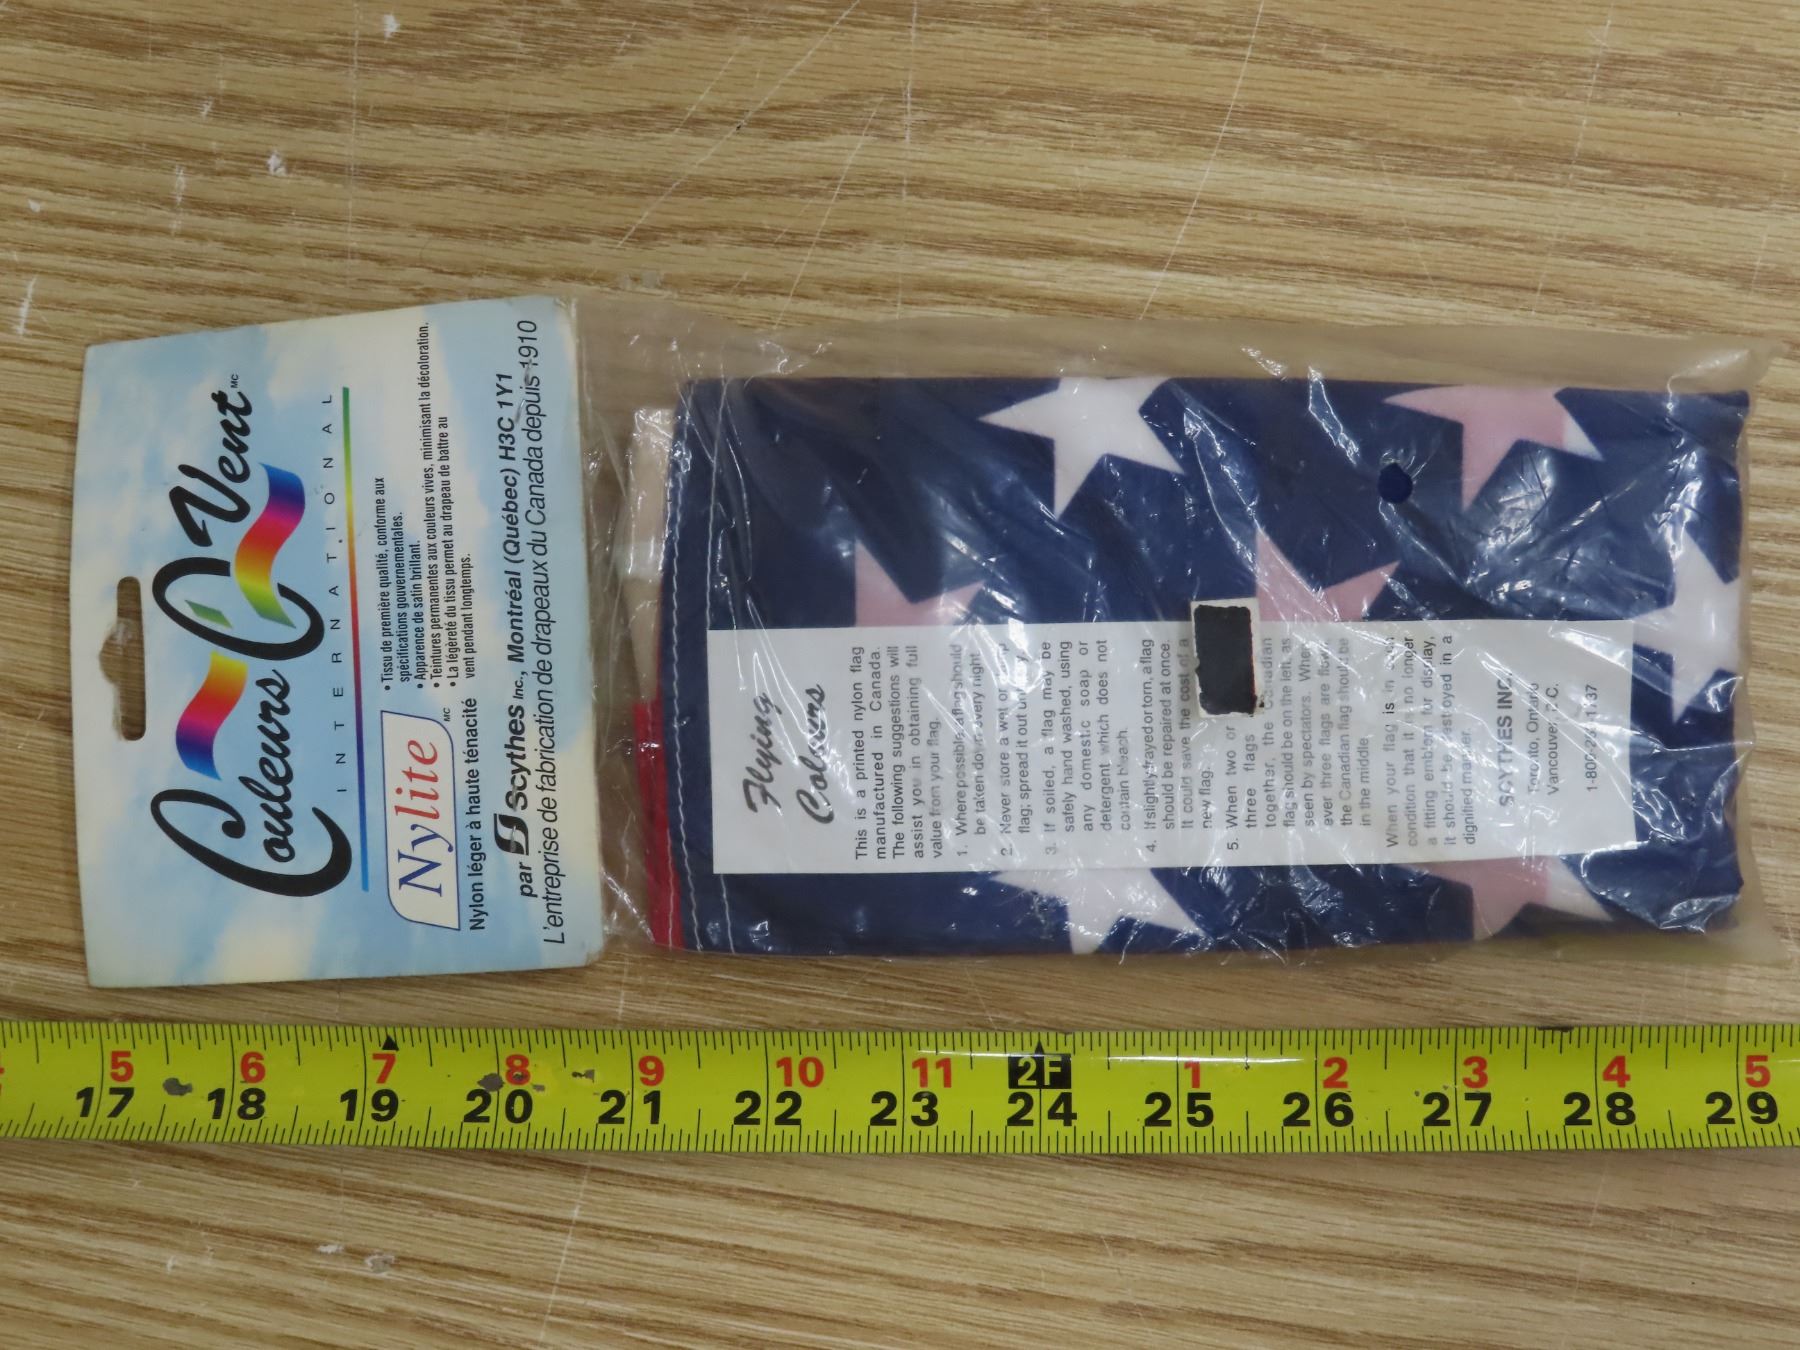 Couleurs Ô Vent MC
INTERNATIONAL
Nylite MC
Nylon léger à haute ténacité
• Tissu de première qualité, conforme aux
spécifications gouvernementales.
• Apparence de satin brillant.
• Teintures permanentes aux couleurs vives, minimisant la décoloration.
• La légèreté du tissu permet au drapeau de battre au
vent pendant longtemps.
par Scythes Inc., Montréal (Québec) H3C 1Y1
L'entreprise de fabrication de drapeaux du Canada depuis 1910
Flying
Colours
This is a printed nylon flag
manufactured in Canada.
The following suggestions will
assist you in obtaining full
value from your flag.
1. Where possible, a flag should
be taken down every night.
2. Never store a wet or
flag; spread it out
3. If soiled, a flag may be
safely hand washed, using
any domestic soap or
detergent which does not
contain bleach.
4. If slightly frayed or torn, a flag
should be repaired at once.
It could save the cost of a
new flag.
5. When two or
three flags
together, the Canadian
flag should be on the left, as
seen by spectators. When
ever three flags are flown,
the Canadian flag should be
in the middle.
When your flag is in such
condition that it is no longer
a fitting emblem for display,
it should be destroyed in a
dignified manner.
SCYTHES INC.
Toronto, Ontario
Vancouver, B.C.
5 6 7 8 9 10 11 2F 1 2 3 4 5
17 18 19 20 21 22 23 24 25 26 27 28 29